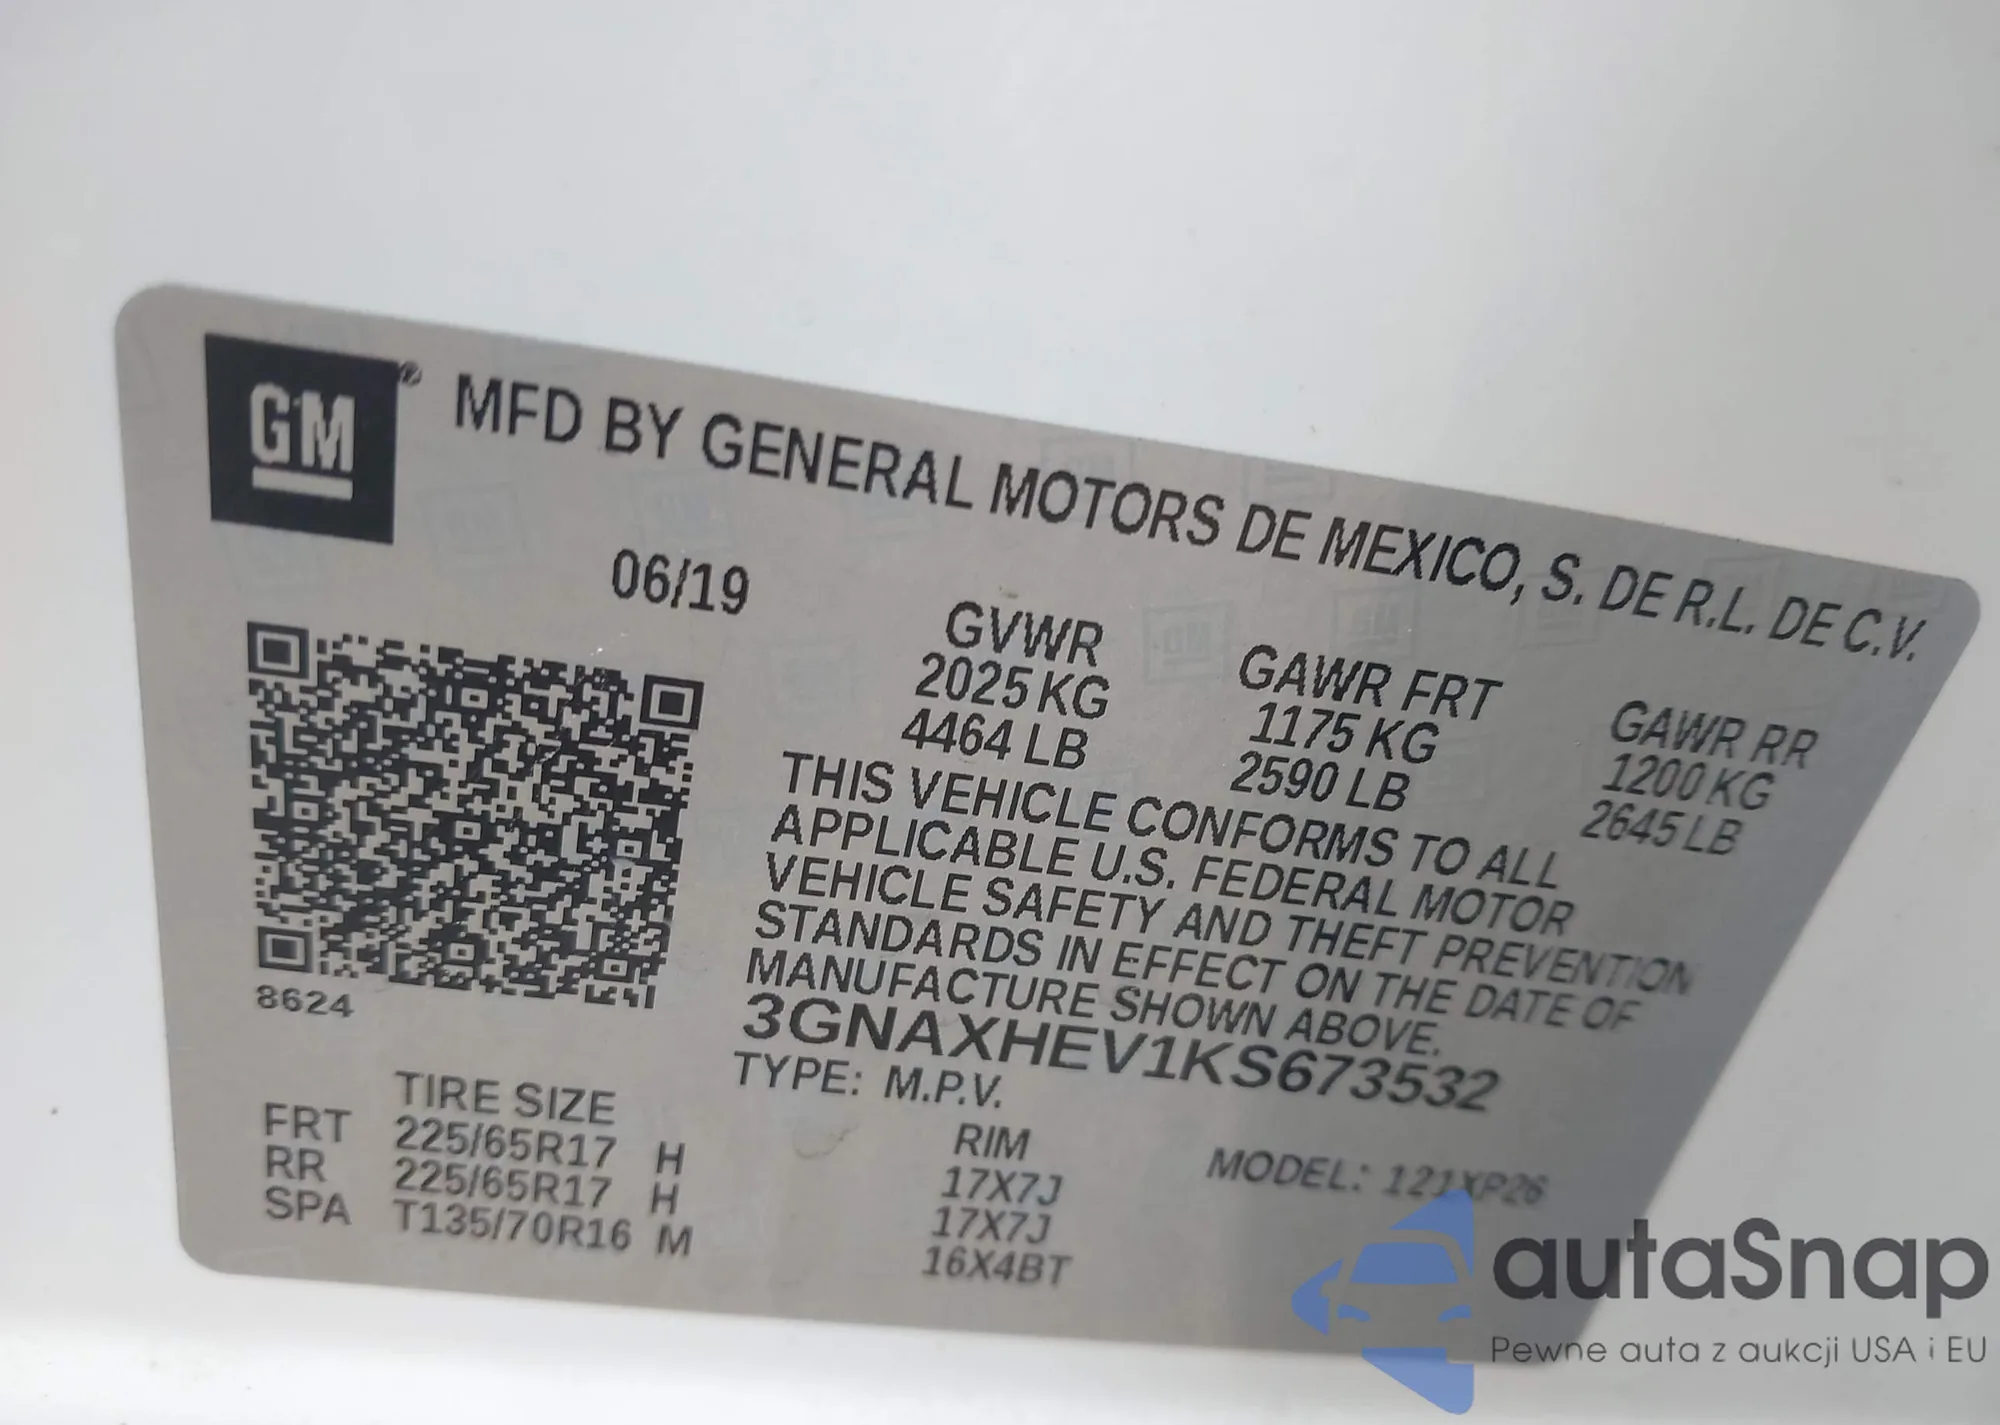 GM® MFD BY GENERAL MOTORS DE MEXICO, S. DE R.L. DE C.V.
06/19
GVWR GAWR FRT GAWR RR
2025 KG 1175 KG 1200 KG
4464 LB 2590 LB 2645 LB
THIS VEHICLE CONFORMS TO ALL
APPLICABLE U.S. FEDERAL MOTOR
VEHICLE SAFETY AND THEFT PREVENTION
STANDARDS IN EFFECT ON THE DATE OF
MANUFACTURE SHOWN ABOVE.
3GNAXHEV1KS673532
TYPE: M.P.V.
MODEL: 121XP26
8624
TIRE SIZE RIM
FRT 225/65R17 H 17X7J
RR 225/65R17 H 17X7J
SPA T135/70R16 M 16X4BT
autaSnap
Pewne auta z aukcji USA i EU